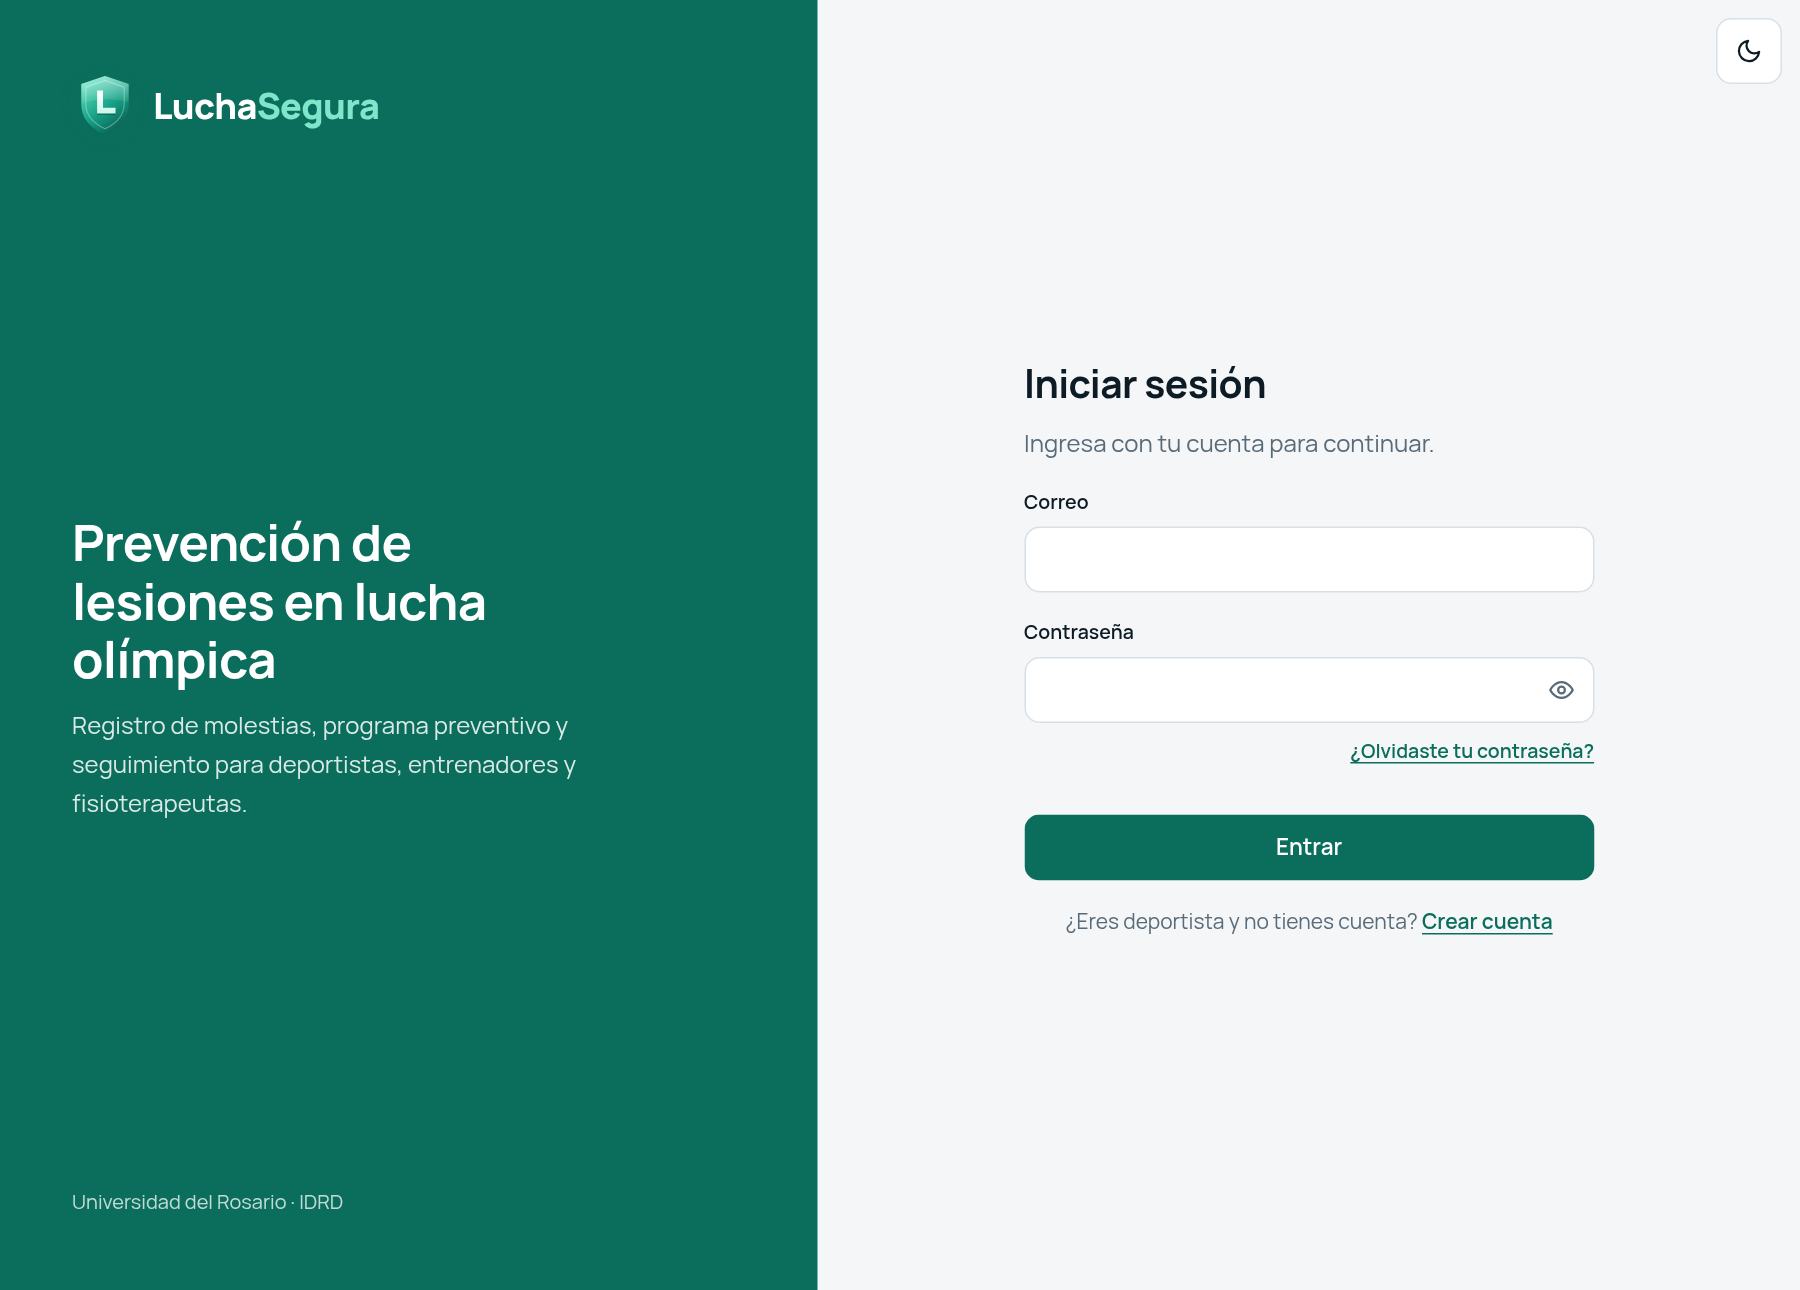 L
LuchaSegura
Prevención de
lesiones en lucha
olímpica
Registro de molestias, programa preventivo y
seguimiento para deportistas, entrenadores y
fisioterapeutas.
Universidad del Rosario · IDRD
Iniciar sesión
Ingresa con tu cuenta para continuar.
Correo
Contraseña
¿Olvidaste tu contraseña?
Entrar
¿Eres deportista y no tienes cuenta? Crear cuenta